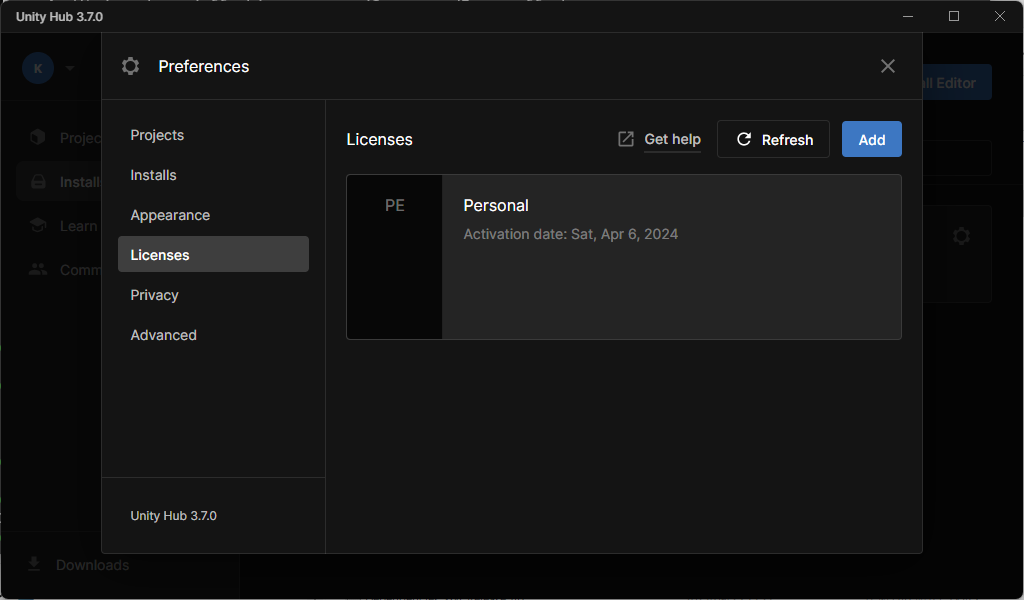 Unity Hub 3.7.0
K
Preferences
ll Editor
Projects
Installs
Appearance
Licenses
Privacy
Advanced
Unity Hub 3.7.0
Licenses
Get help
Refresh
Add
PE
Personal
Activation date: Sat, Apr 6, 2024
Projec
Install
Learn
Comm
Downloads